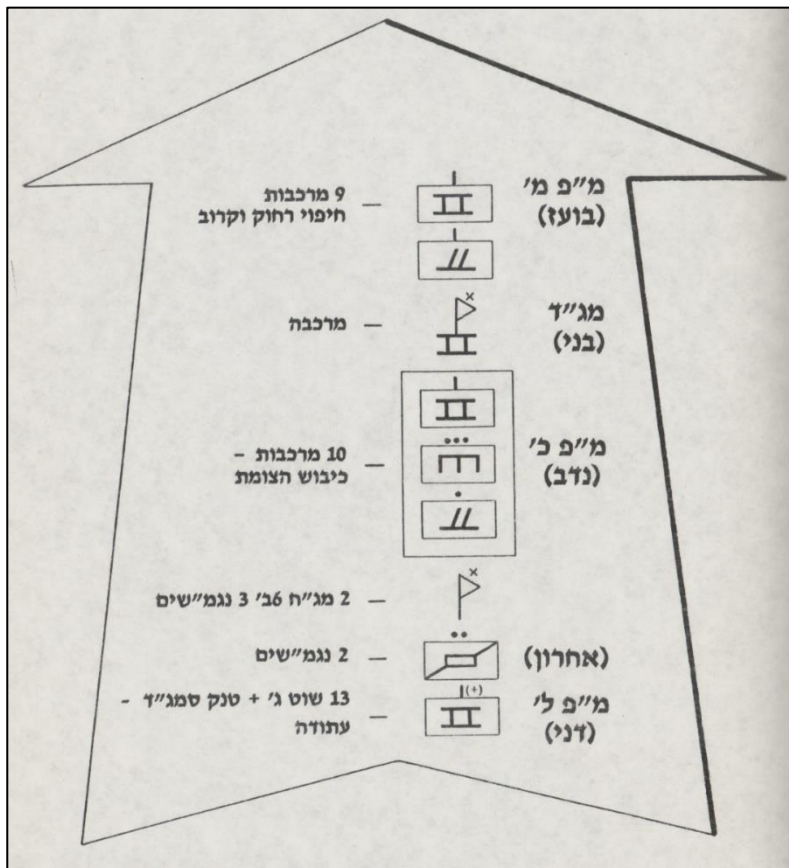 מ״פ מ׳
(בועז)
9 מרכבות –
חיפוי רחוק וקרוב
מג״ד
(בני)
x
מרכבה –
מ״פ כ׳
(נדב)
10 מרכבות – –
כיבוש הצומת
x
2 מג״ח 6ב׳ 3 נגמ״שים –
(אחרון)
2 נגמ״שים –
מ״פ ל׳
(דני)
(+)
13 שוט ג׳ + טנק סמג״ד – –
עתודה